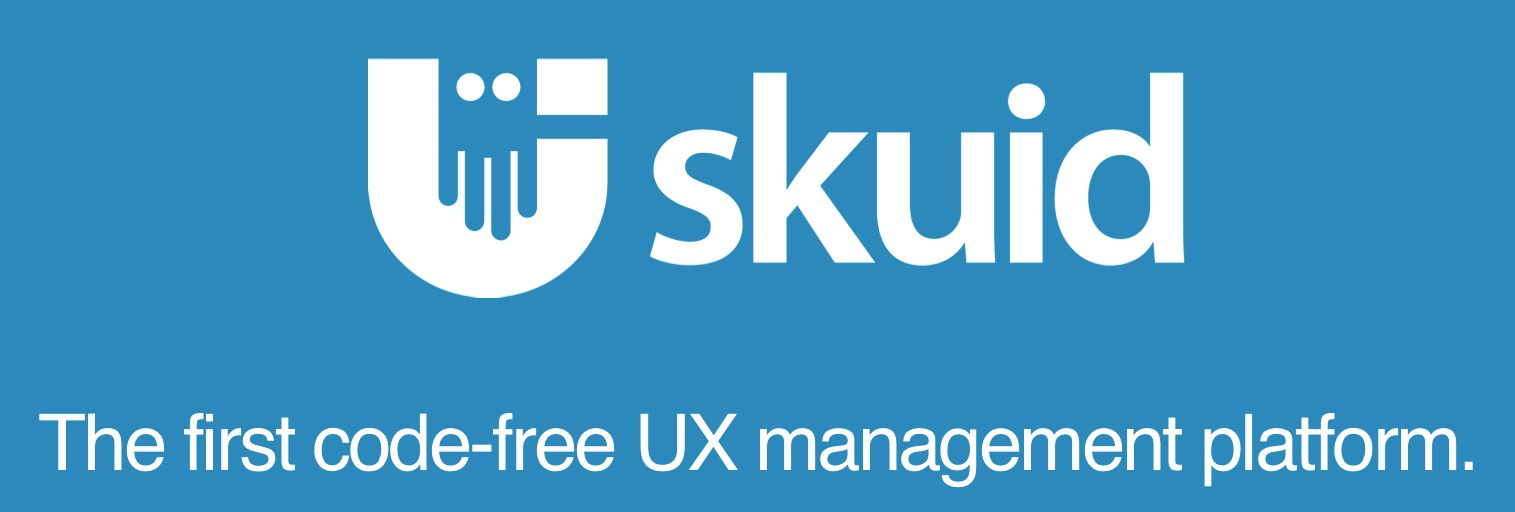 skuid
The first code-free UX management platform.